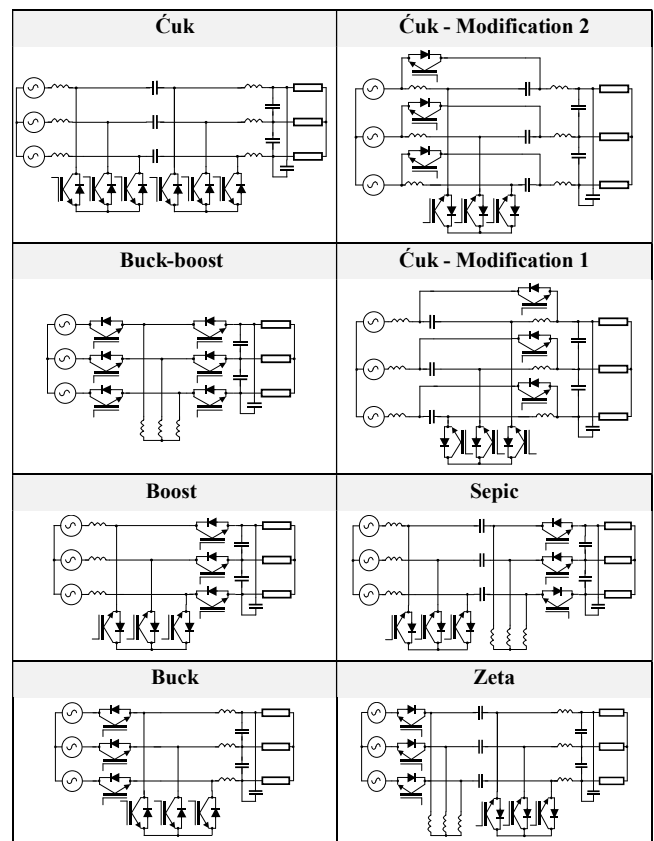 Ćuk
Ćuk - Modification 2
Buck-boost
Ćuk - Modification 1
Boost
Sepic
Buck
Zeta